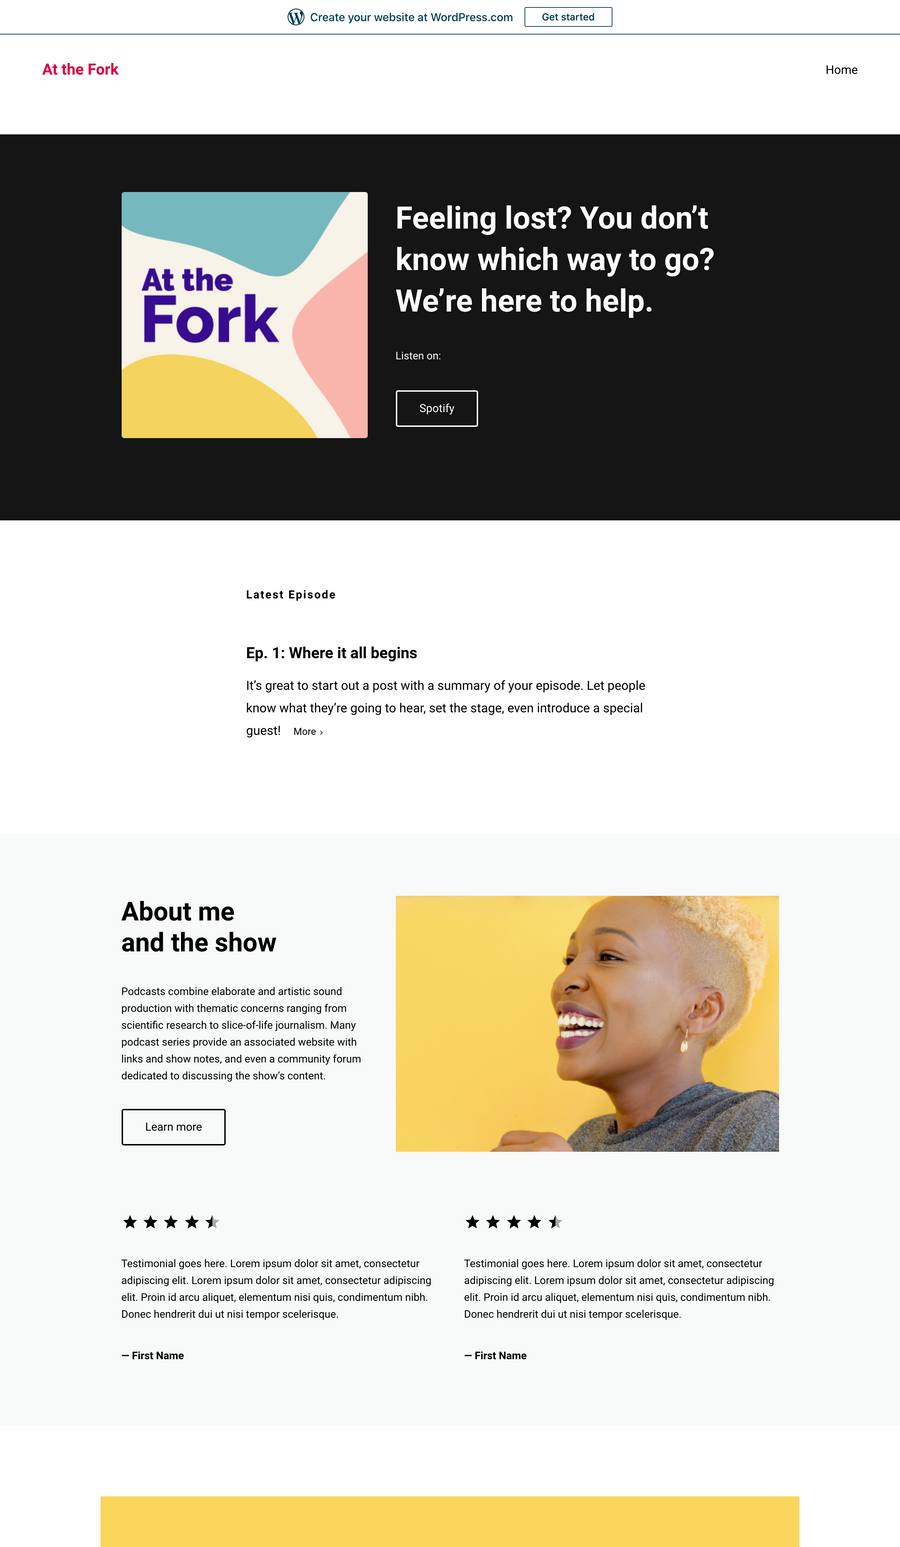 Create your website at WordPress.com
Get started
At the Fork
Home
At the
Fork
Feeling lost? You don’t
know which way to go?
We’re here to help.
Listen on:
Spotify
Latest Episode
Ep. 1: Where it all begins
It’s great to start out a post with a summary of your episode. Let people
know what they’re going to hear, set the stage, even introduce a special
guest! More ›
About me
and the show
Podcasts combine elaborate and artistic sound
production with thematic concerns ranging from
scientific research to slice-of-life journalism. Many
podcast series provide an associated website with
links and show notes, and even a community forum
dedicated to discussing the show’s content.
Learn more
Testimonial goes here. Lorem ipsum dolor sit amet, consectetur
adipiscing elit. Lorem ipsum dolor sit amet, consectetur adipiscing
elit. Proin id arcu aliquet, elementum nisi quis, condimentum nibh.
Donec hendrerit dui ut nisi tempor scelerisque.
— First Name
Testimonial goes here. Lorem ipsum dolor sit amet, consectetur
adipiscing elit. Lorem ipsum dolor sit amet, consectetur adipiscing
elit. Proin id arcu aliquet, elementum nisi quis, condimentum nibh.
Donec hendrerit dui ut nisi tempor scelerisque.
— First Name